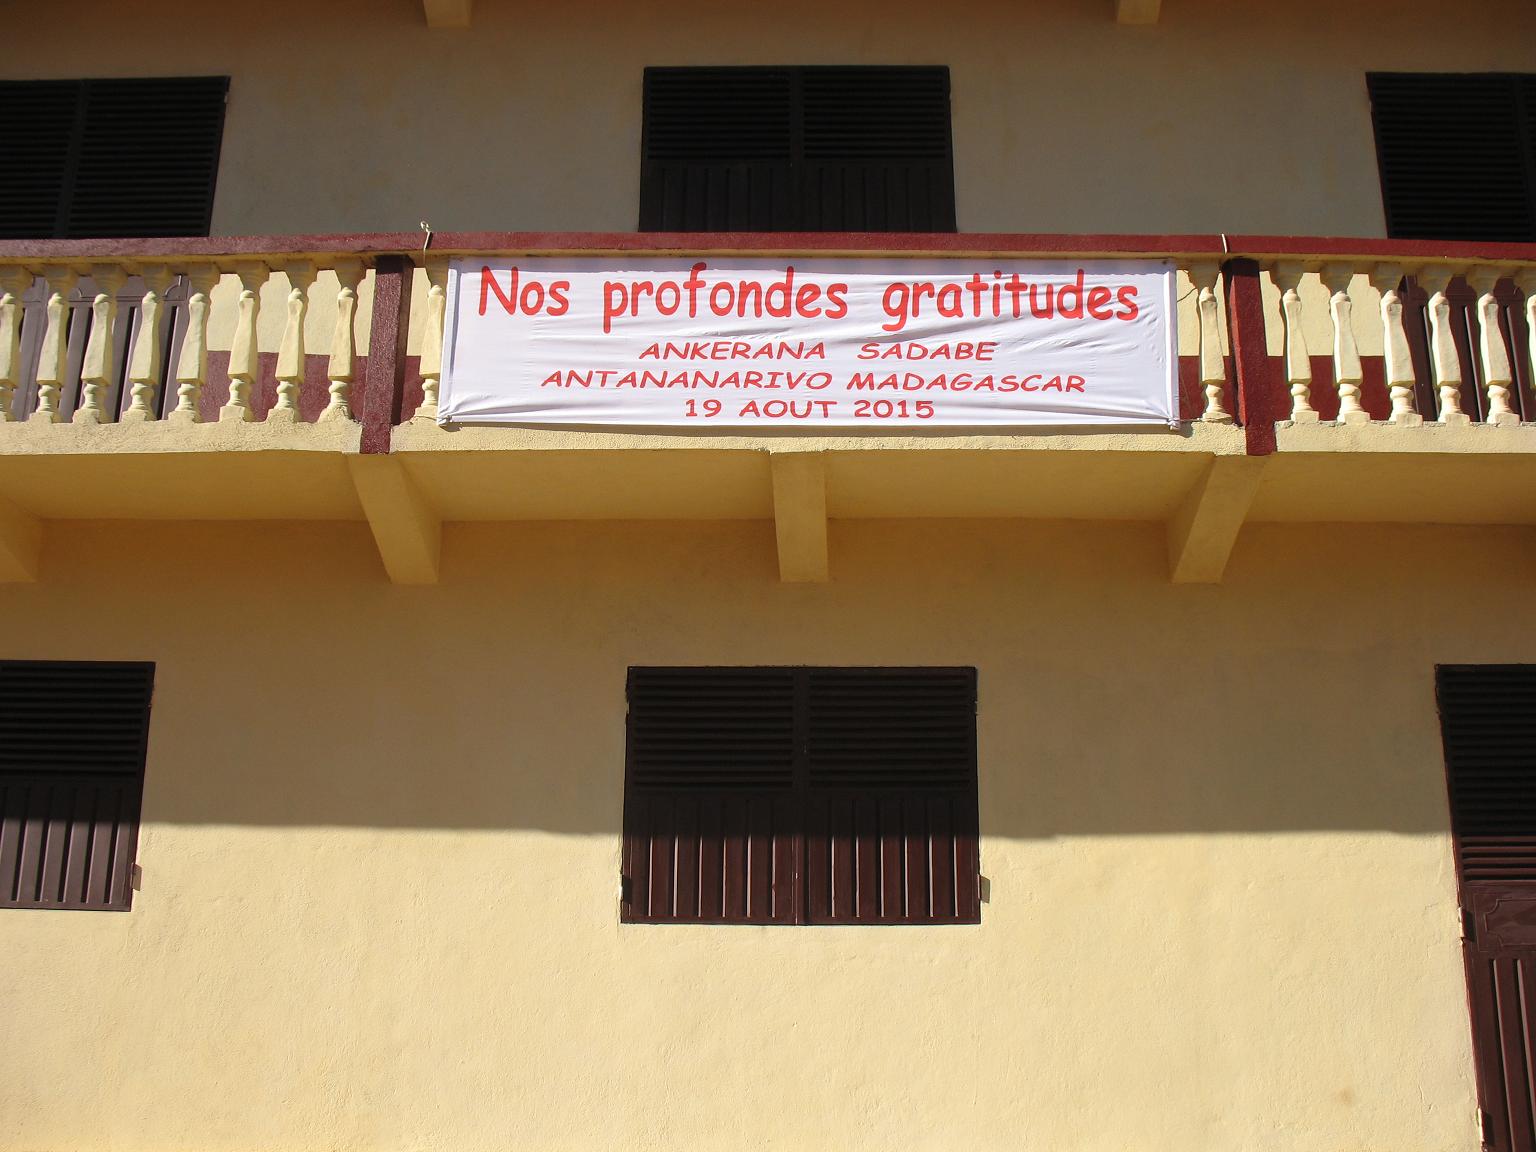 Nos profondes gratitudes
ANKERANA SADABE
ANTANANARIVO MADAGASCAR
19 AOUT 2015